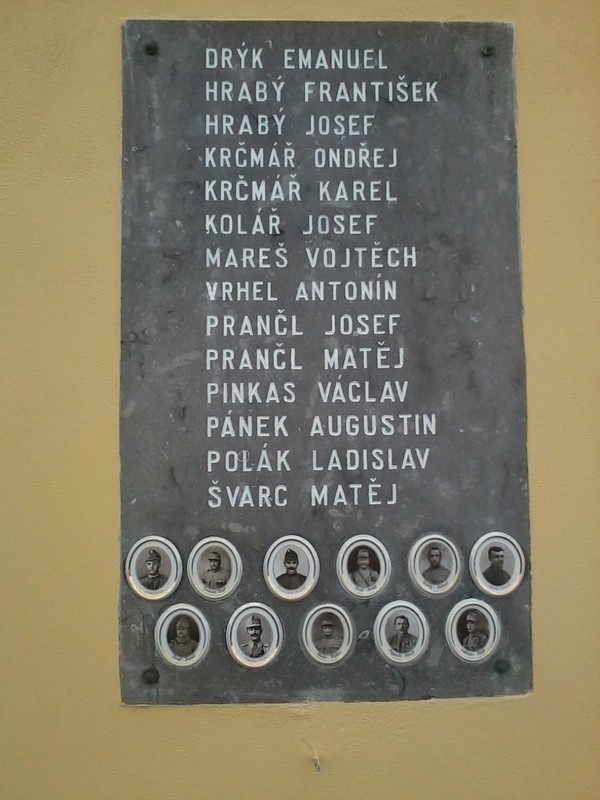 DRÝK EMANUEL
HRABÝ FRANTIŠEK
HRABÝ JOSEF
KRČMÁŘ ONDŘEJ
KRČMÁŘ KAREL
KOLÁŘ JOSEF
MAREŠ VOJTĚCH
VRHEL ANTONÍN
PRANČL JOSEF
PRANČL MATĚJ
PINKAS VÁCLAV
PÁNEK AUGUSTIN
POLÁK LADISLAV
ŠVARC MATĚJ